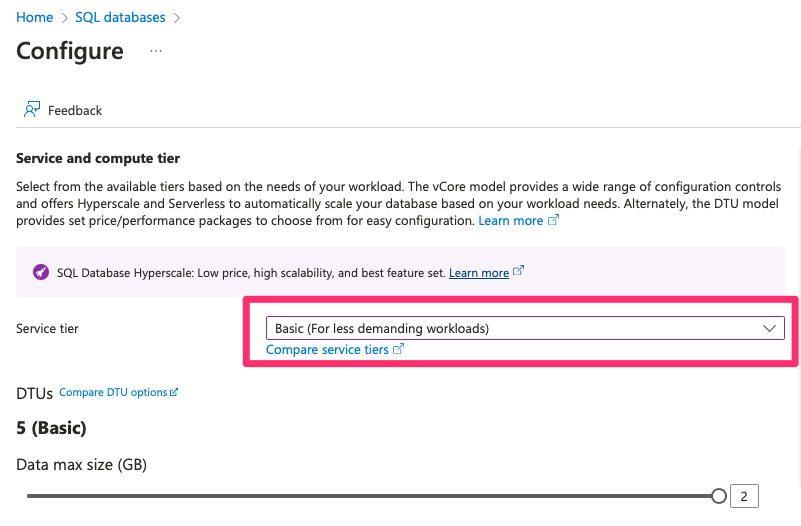 Home > SQL databases >
Configure ...
Feedback
Service and compute tier
Select from the available tiers based on the needs of your workload. The vCore model provides a wide range of configuration controls
and offers Hyperscale and Serverless to automatically scale your database based on your workload needs. Alternately, the DTU model
provides set price/performance packages to choose from for easy configuration. Learn more
SQL Database Hyperscale: Low price, high scalability, and best feature set. Learn more
Service tier
Basic (For less demanding workloads)
Compare service tiers
DTUs Compare DTU options
5 (Basic)
Data max size (GB)
2